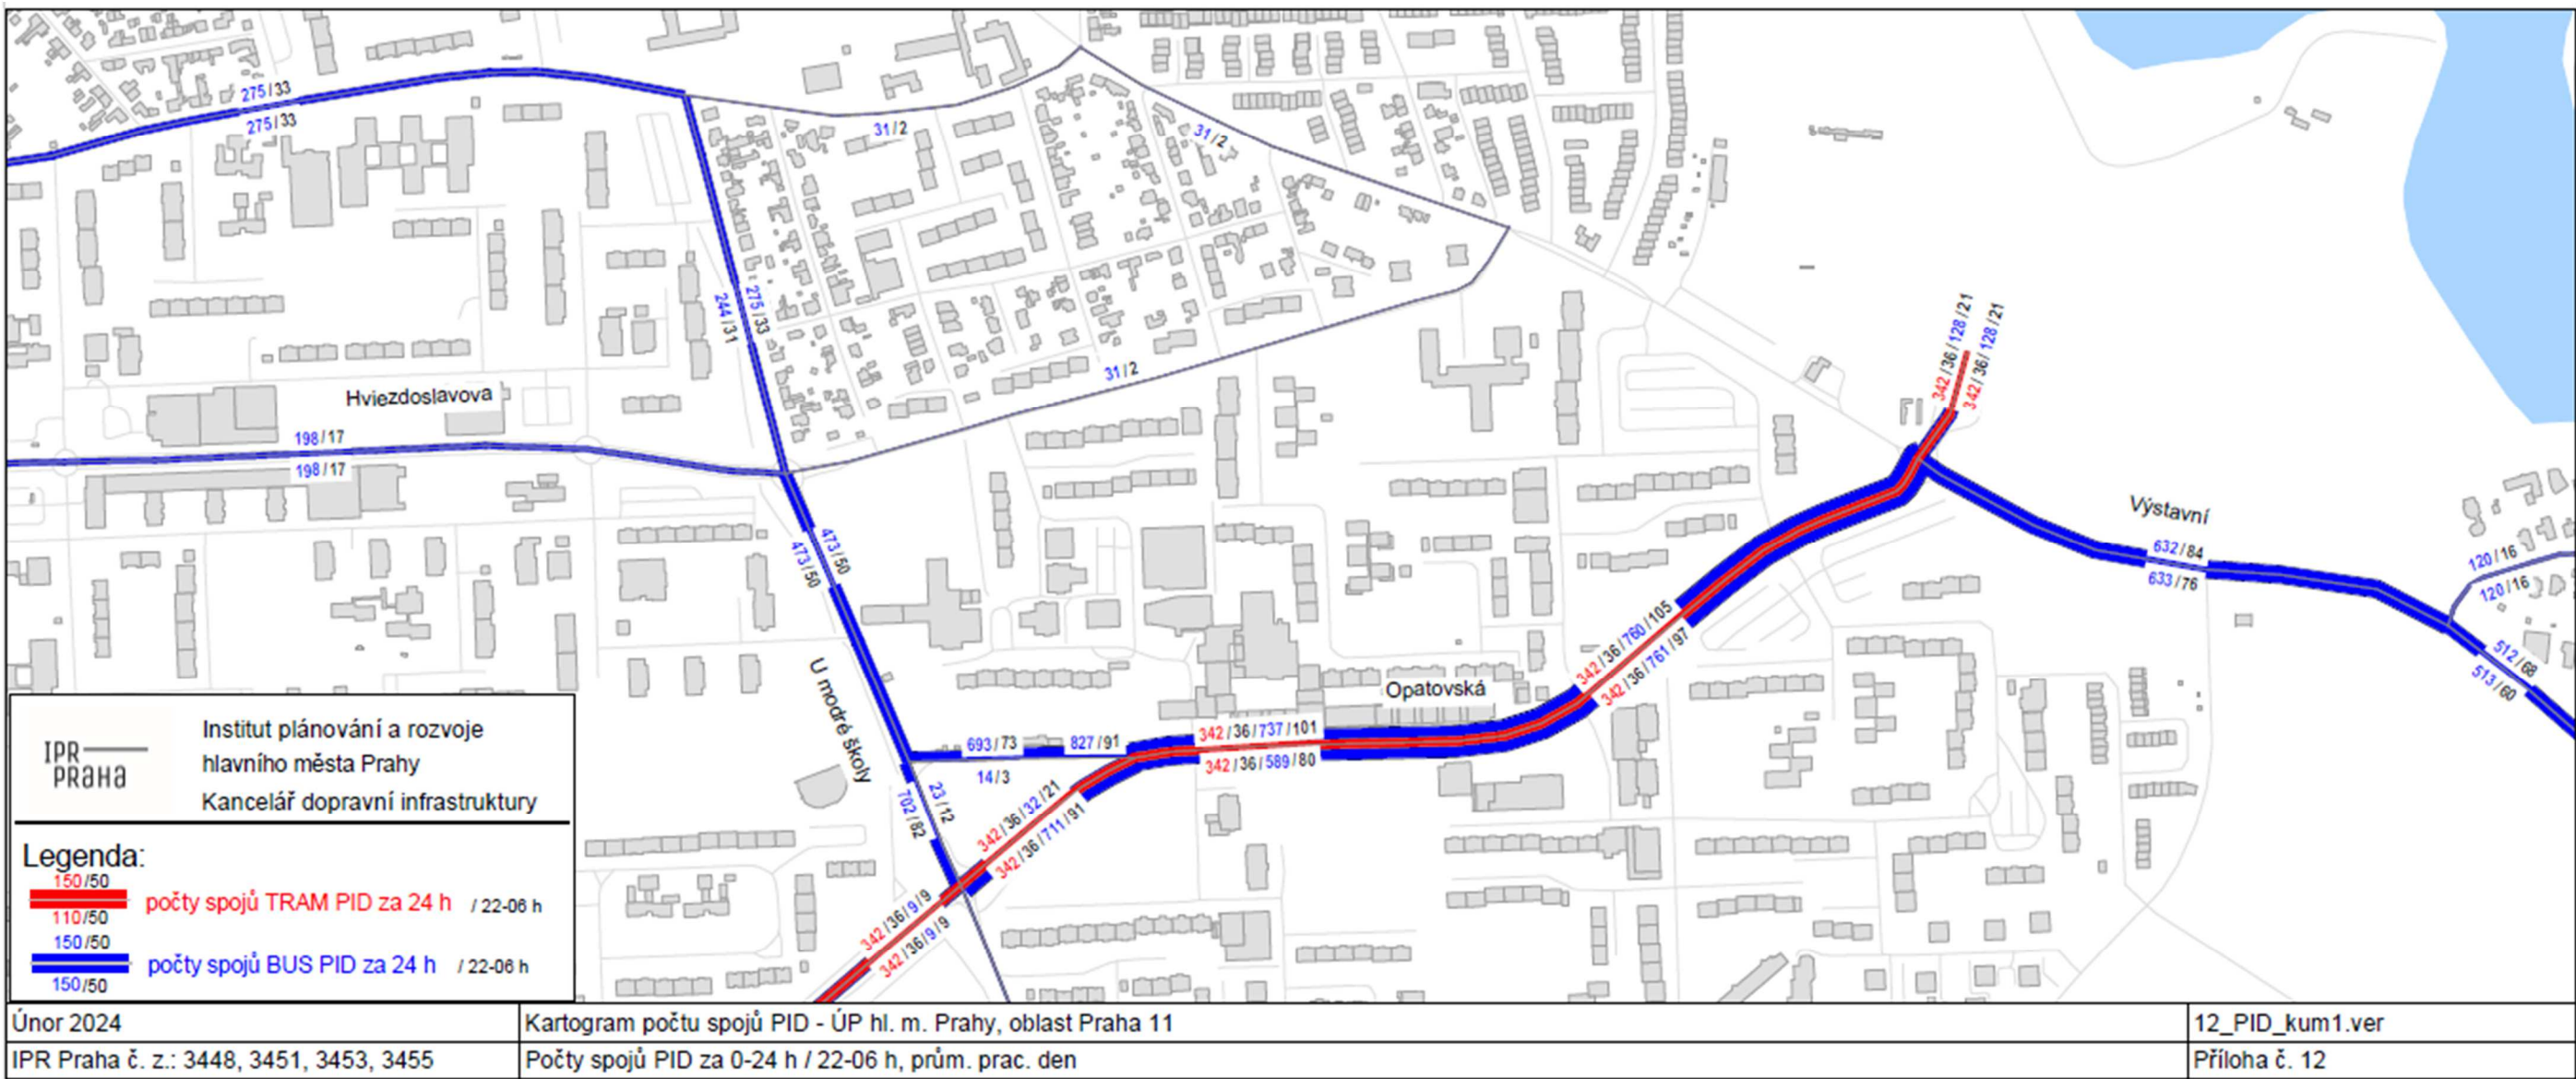 275/33
275/33
31/2
31/2
244/31
275/33
31/2
Hviezdoslavova
198/17
198/17
342/36/128/21
342/36/128/21
Výstavní
632/84
633/76
120/16
120/16
512/68
513/60
473/50
473/50
342/36/760/105
342/36/761/97
U modré školy
Opatovská
693/73
827/91
342/36/737/101
14/3
342/36/589/80
23/12
702/82
342/36/32/21
342/36/711/91
342/36/9/9
342/36/9/9
IPR
PRAHA
Institut plánování a rozvoje
hlavního města Prahy
Kancelář dopravní infrastruktury
Legenda:
150/50
počty spojů TRAM PID za 24 h / 22-06 h
110/50
150/50
počty spojů BUS PID za 24 h / 22-06 h
150/50
Únor 2024
Kartogram počtu spojů PID - ÚP hl. m. Prahy, oblast Praha 11
12_PID_kum1.ver
IPR Praha č. z.: 3448, 3451, 3453, 3455
Počty spojů PID za 0-24 h / 22-06 h, prům. prac. den
Příloha č. 12